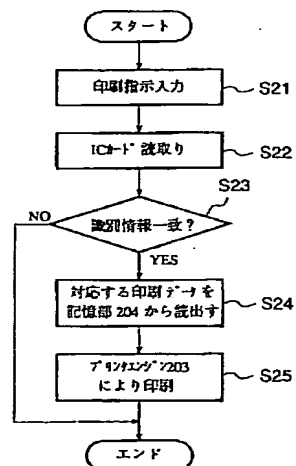 スタート
印刷指示入力
S21
ICカード読取り
S22
S23
識別情報一致?
NO
YES
対応する印刷データを
記憶部204から読出す
S24
プリンタエンジン203
により印刷
S25
エンド